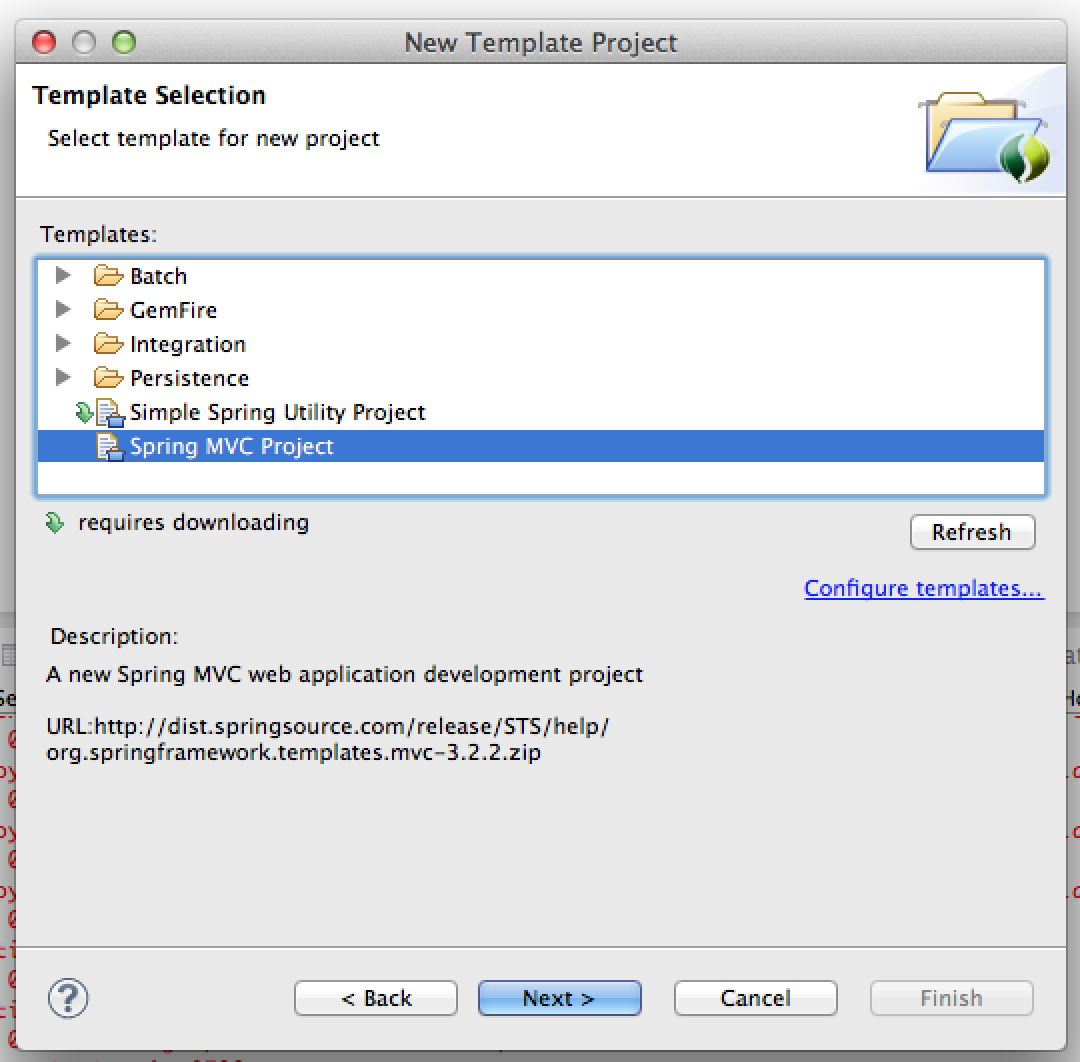 New Template Project
Template Selection
Select template for new project
Templates:
Batch
GemFire
Integration
Persistence
Simple Spring Utility Project
Spring MVC Project
requires downloading
Refresh
Configure templates...
Description:
A new Spring MVC web application development project
URL:http://dist.springsource.com/release/STS/help/
org.springframework.templates.mvc-3.2.2.zip
?
< Back
Next >
Cancel
Finish